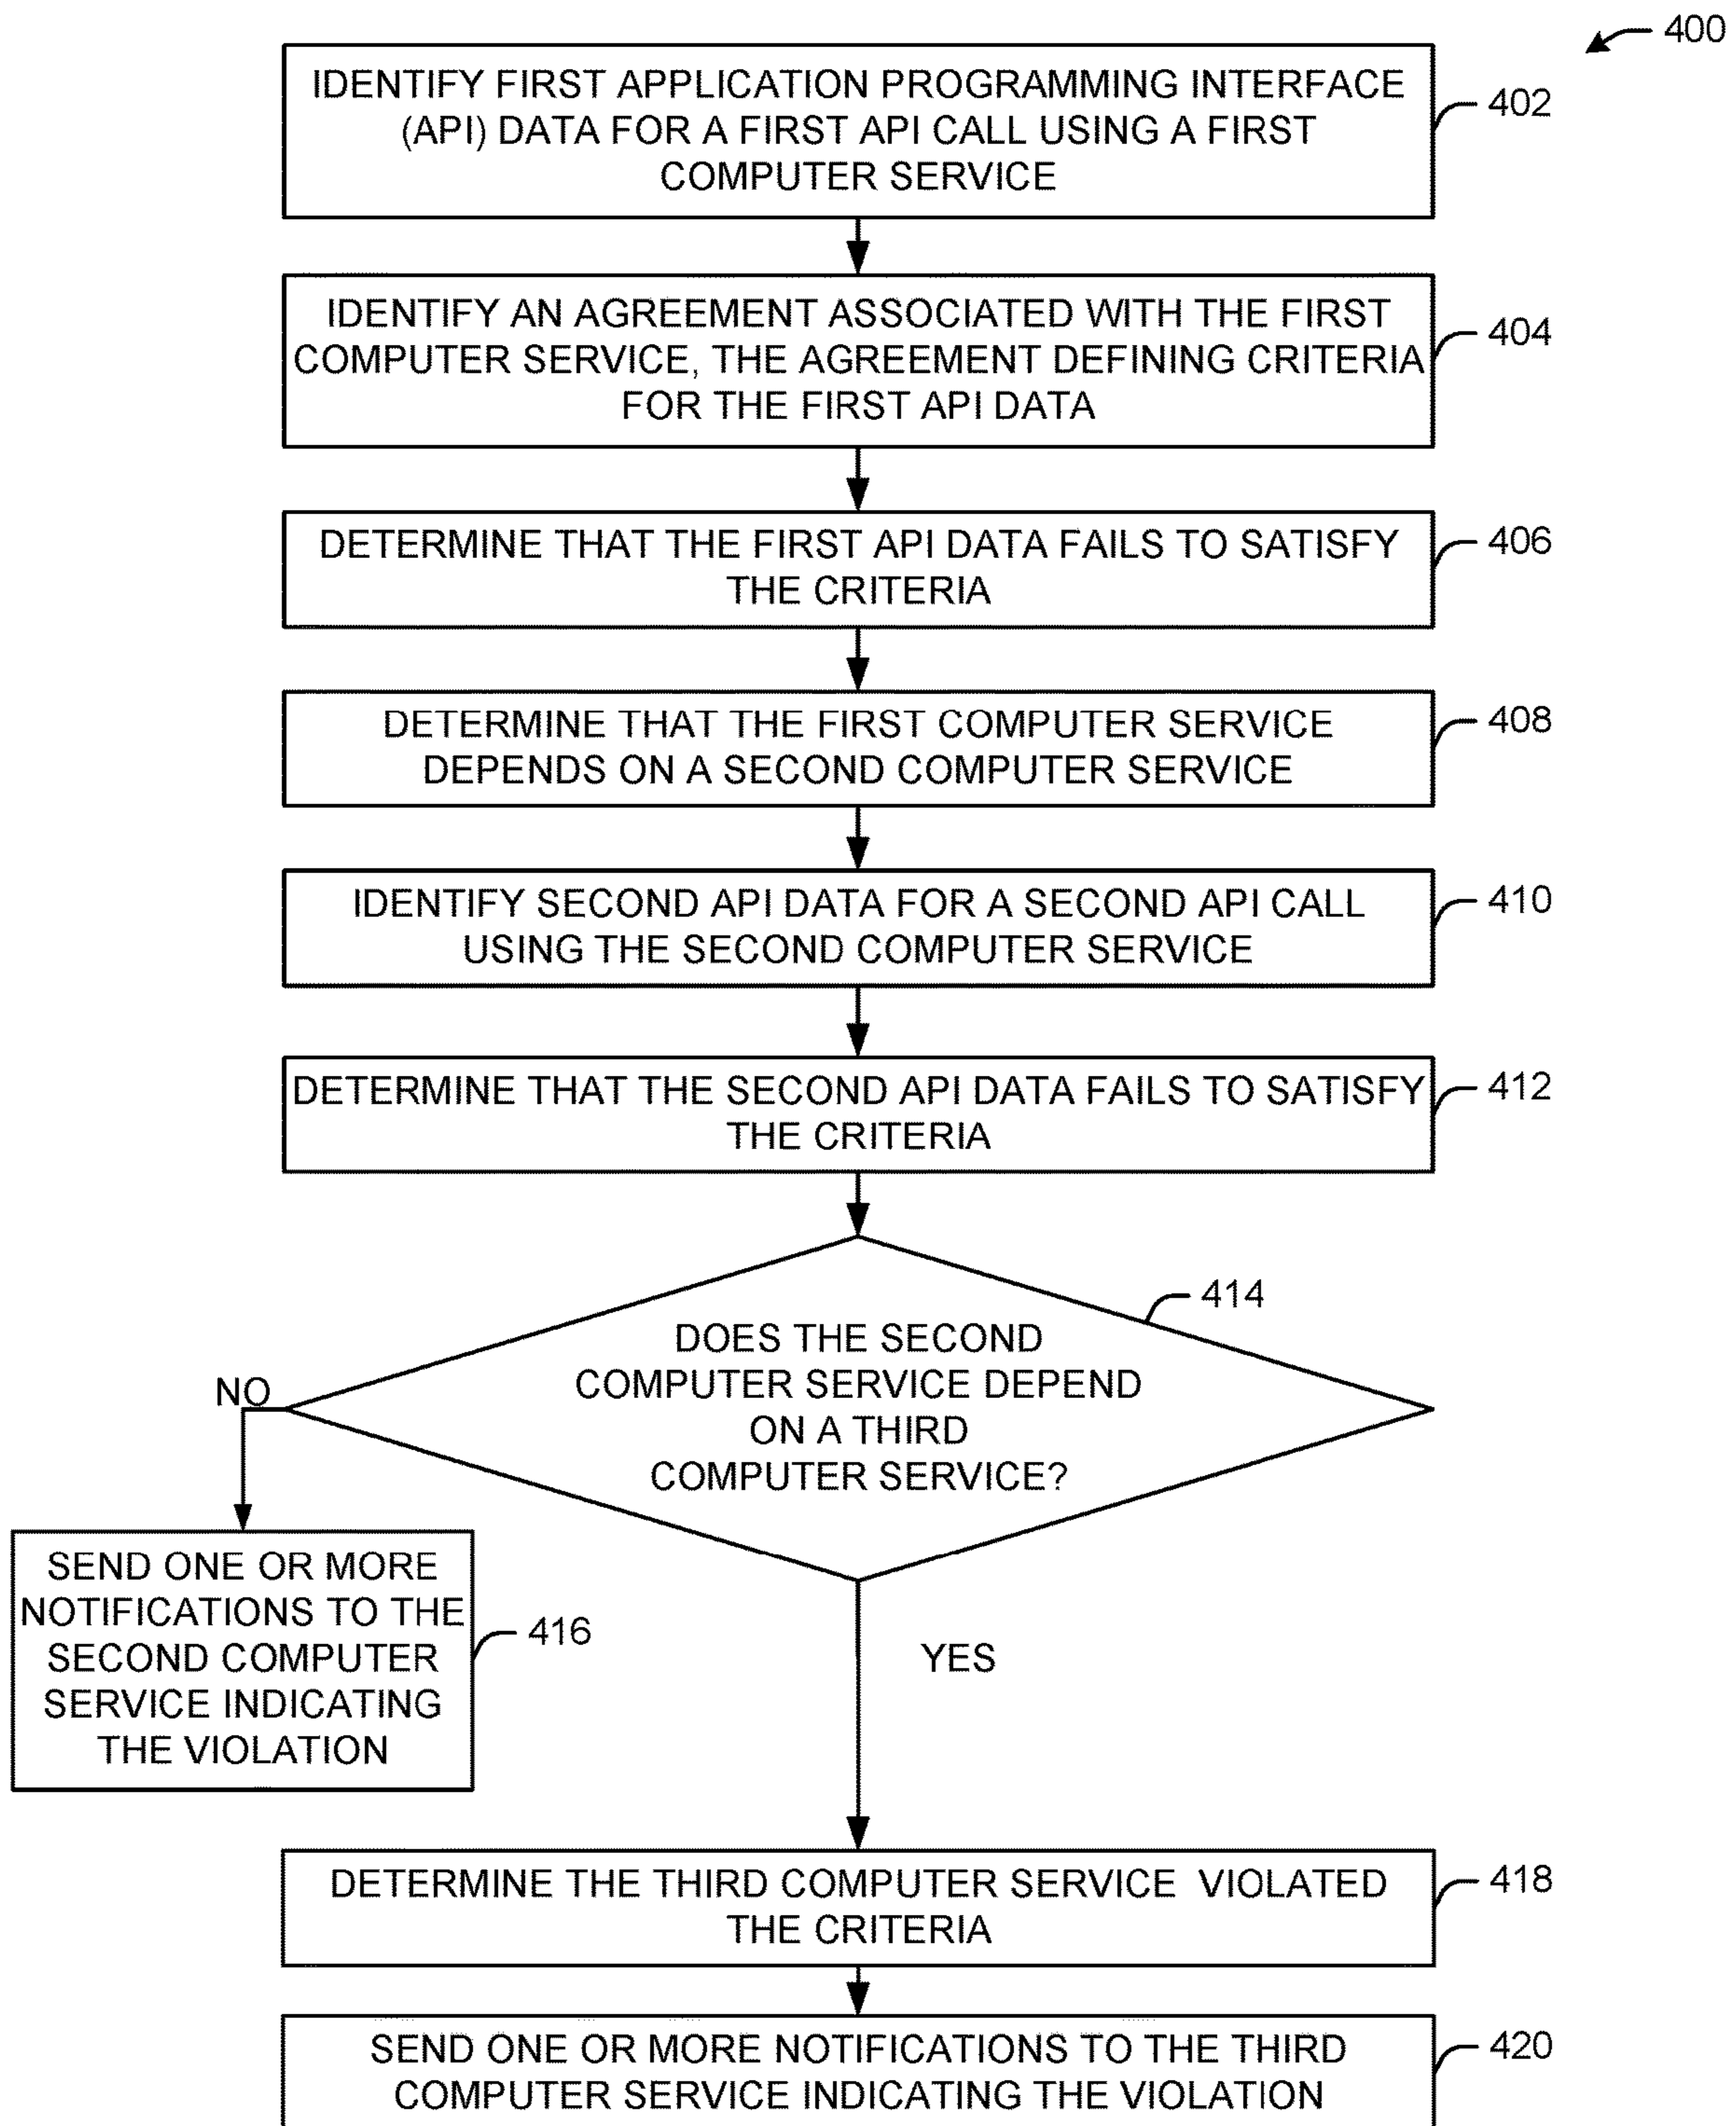 400
IDENTIFY FIRST APPLICATION PROGRAMMING INTERFACE
(API) DATA FOR A FIRST API CALL USING A FIRST
COMPUTER SERVICE
402
IDENTIFY AN AGREEMENT ASSOCIATED WITH THE FIRST
COMPUTER SERVICE, THE AGREEMENT DEFINING CRITERIA
FOR THE FIRST API DATA
404
DETERMINE THAT THE FIRST API DATA FAILS TO SATISFY
THE CRITERIA
406
DETERMINE THAT THE FIRST COMPUTER SERVICE
DEPENDS ON A SECOND COMPUTER SERVICE
408
IDENTIFY SECOND API DATA FOR A SECOND API CALL
USING THE SECOND COMPUTER SERVICE
410
DETERMINE THAT THE SECOND API DATA FAILS TO SATISFY
THE CRITERIA
412
414
DOES THE SECOND
COMPUTER SERVICE DEPEND
ON A THIRD
COMPUTER SERVICE?
NO
SEND ONE OR MORE
NOTIFICATIONS TO THE
SECOND COMPUTER
SERVICE INDICATING
THE VIOLATION
416
YES
DETERMINE THE THIRD COMPUTER SERVICE VIOLATED
THE CRITERIA
418
SEND ONE OR MORE NOTIFICATIONS TO THE THIRD
COMPUTER SERVICE INDICATING THE VIOLATION
420